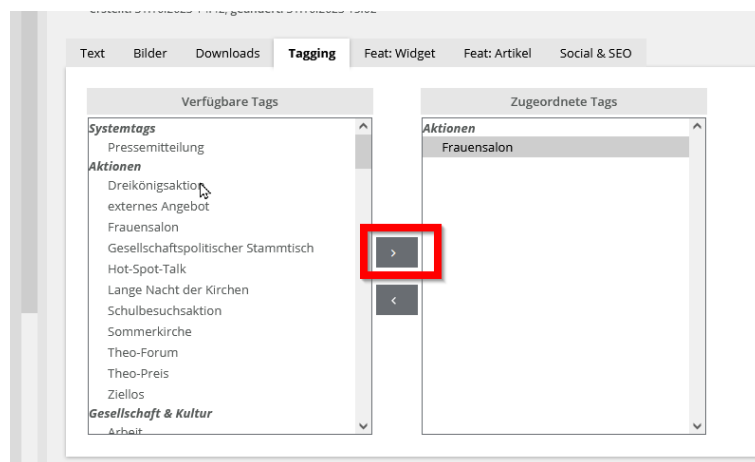 Text Bilder Downloads Tagging Feat: Widget Feat: Artikel Social & SEO
Verfügbare Tags
Systemtags
Pressemitteilung
Aktionen
Dreikönigsaktion
externes Angebot
Frauensalon
Gesellschaftspolitischer Stammtisch
Hot-Spot-Talk
Lange Nacht der Kirchen
Schulbesuchsaktion
Sommerkirche
Theo-Forum
Theo-Preis
Ziellos
Gesellschaft & Kultur
Arbeit
>
<
Zugeordnete Tags
Aktionen
Frauensalon